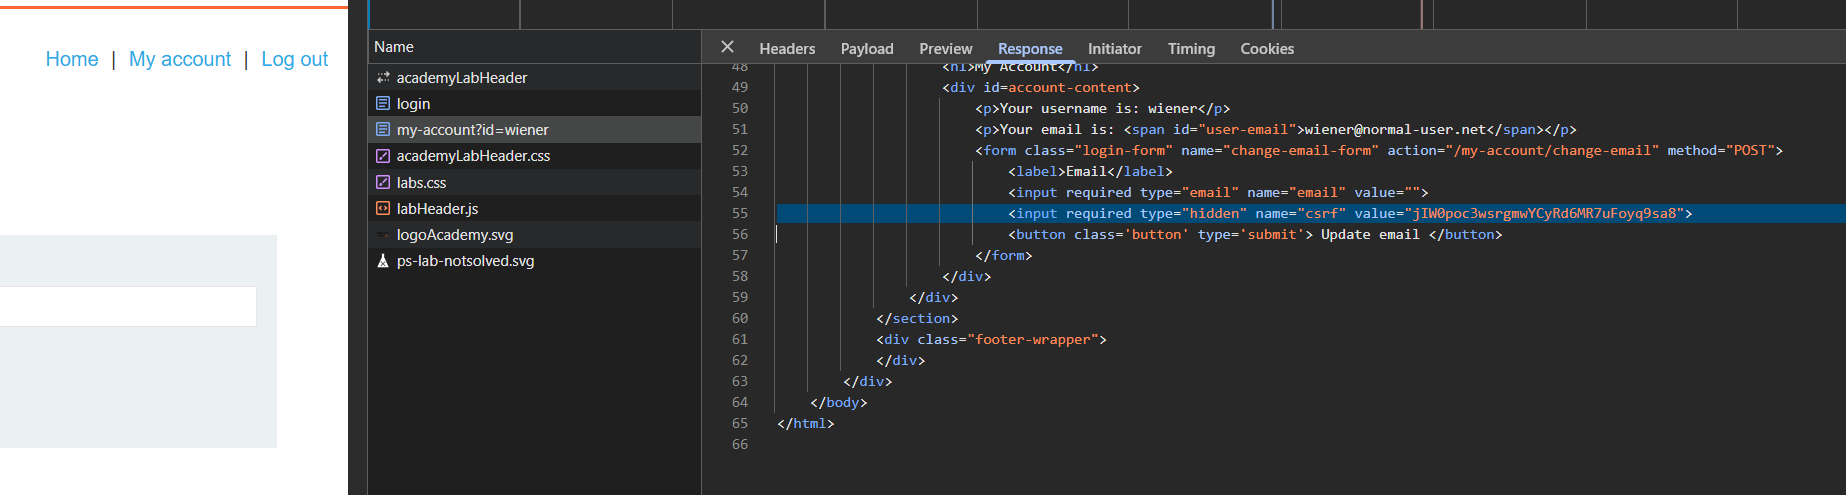 Home | My account | Log out
Name
academyLabHeader
login
my-account?id=wiener
academyLabHeader.css
labs.css
labHeader.js
logoAcademy.svg
ps-lab-notsolved.svg
Headers Payload Preview Response Initiator Timing Cookies
48 <h1>My Account</h1>
49 <div id=account-content>
50 <p>Your username is: wiener</p>
51 <p>Your email is: <span id="user-email">wiener@normal-user.net</span></p>
52 <form class="login-form" name="change-email-form" action="/my-account/change-email" method="POST">
53 <label>Email</label>
54 <input required type="email" name="email" value="">
55 <input required type="hidden" name="csrf" value="jIW0poc3wsrgmwYCyRd6MR7uFoyq9sa8">
56 <button class='button' type='submit'> Update email </button>
57 </form>
58 </div>
59 </div>
60 </section>
61 <div class="footer-wrapper">
62 </div>
63 </div>
64 </body>
65 </html>
66